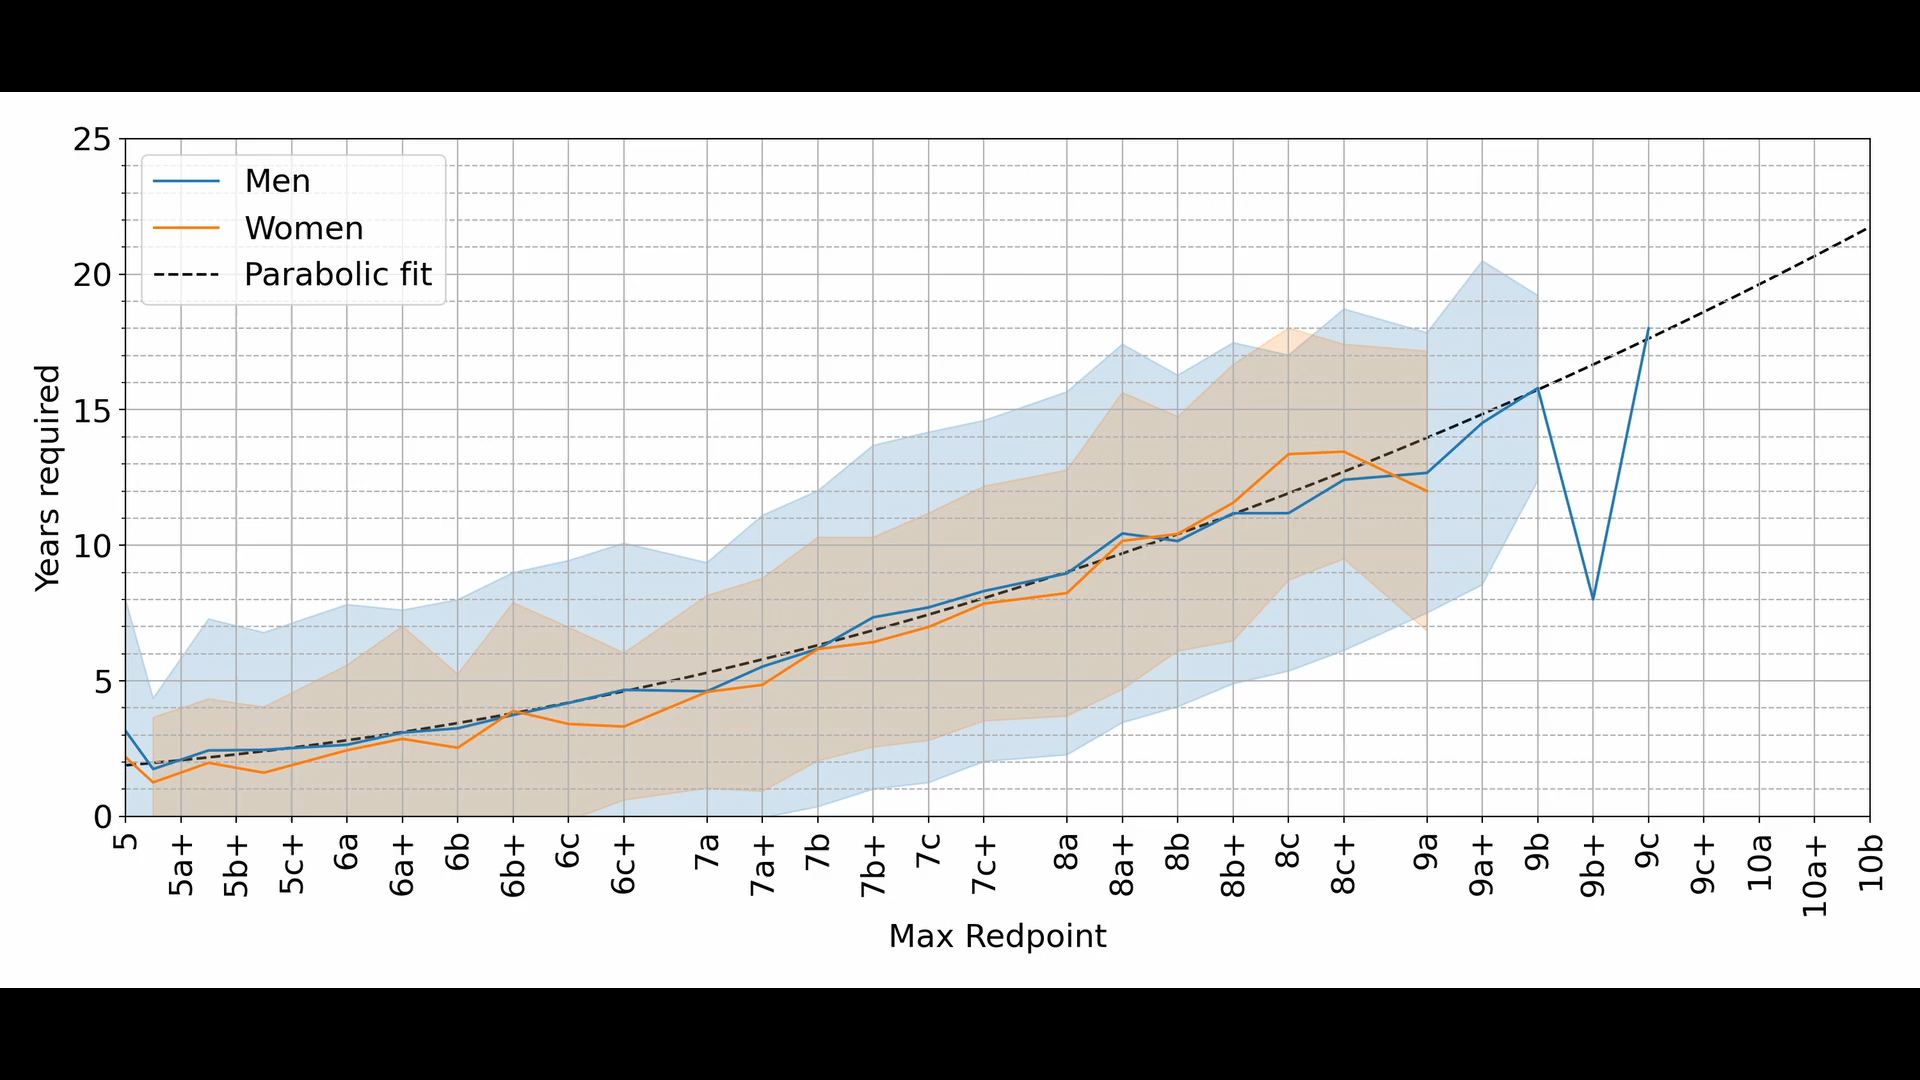 25
20
15
10
5
0
Years required
Men
Women
Parabolic fit
5
5a+
5b+
5c+
6a
6a+
6b
6b+
6c
6c+
7a
7a+
7b
7b+
7c
7c+
8a
8a+
8b
8b+
8c
8c+
9a
9a+
9b
9b+
9c
9c+
10a
10a+
10b
Max Redpoint